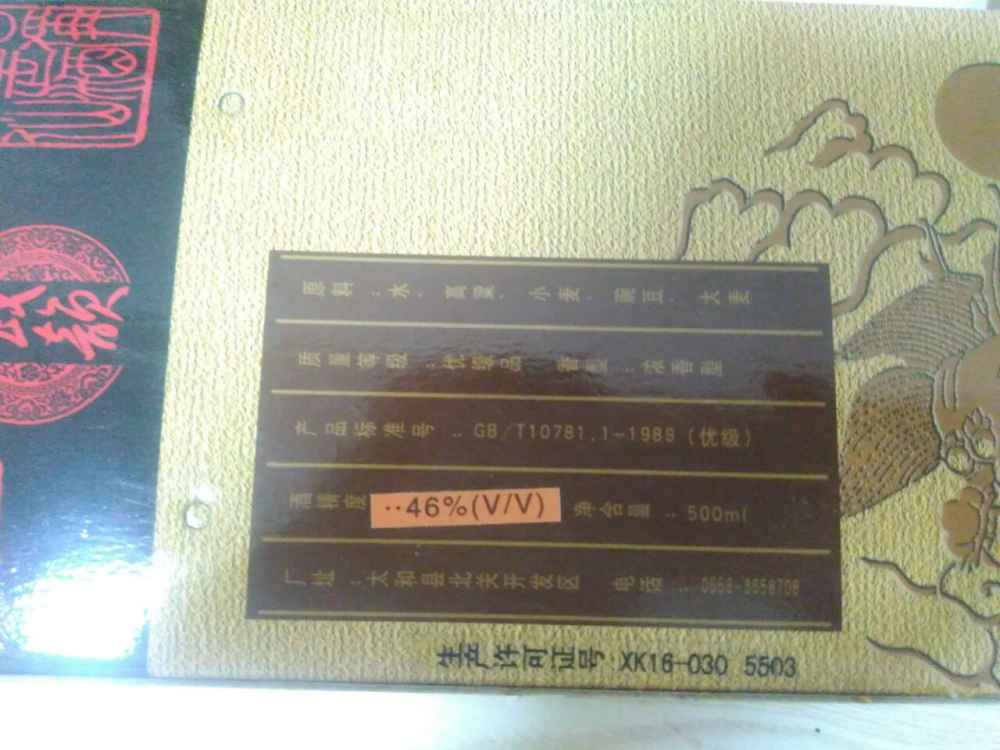 原料：水、高粱、小麦、豌豆、大麦
质量等级：优级品 香型：浓香型
产品标准号：GB/T10781.1-1989（优级）
酒精度：46%(V/V) 净含量：500ml
厂址：太和县北关开发区 电话：0558-8658708
生产许可证号：XK16-030 5503